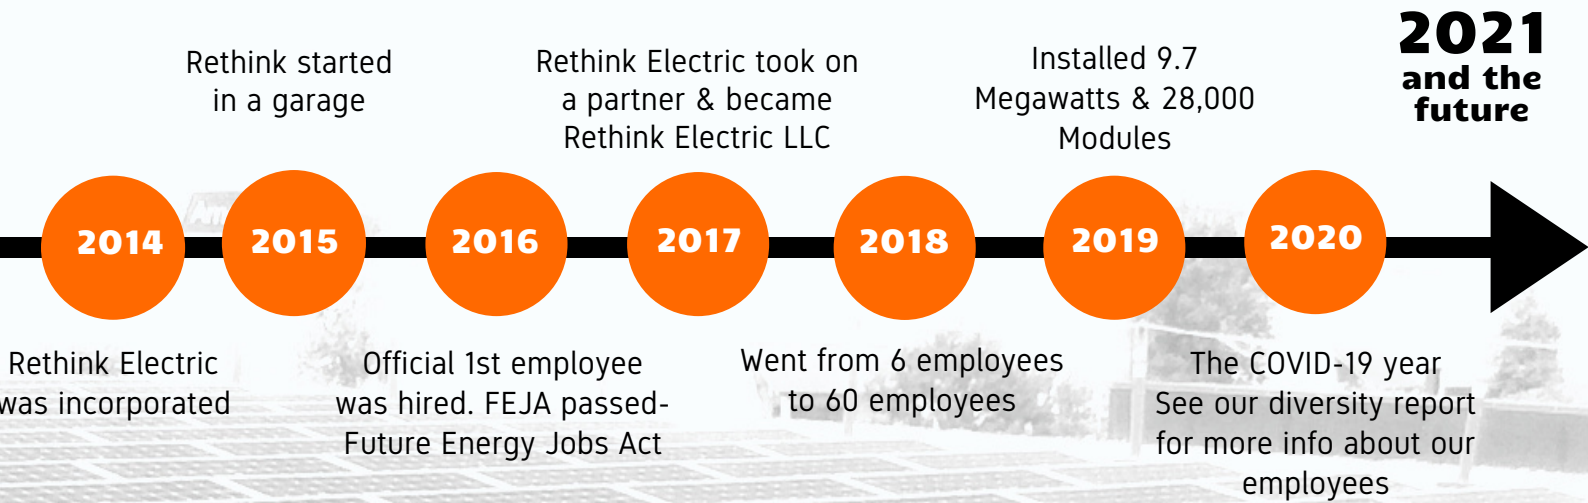 2021
and the
future
Rethink started
in a garage
Rethink Electric took on
a partner & became
Rethink Electric LLC
Installed 9.7
Megawatts & 28,000
Modules
2014
2015
2016
2017
2018
2019
2020
Rethink Electric
was incorporated
Official 1st employee
was hired. FEJA passed-
Future Energy Jobs Act
Went from 6 employees
to 60 employees
The COVID-19 year
See our diversity report
for more info about our
employees